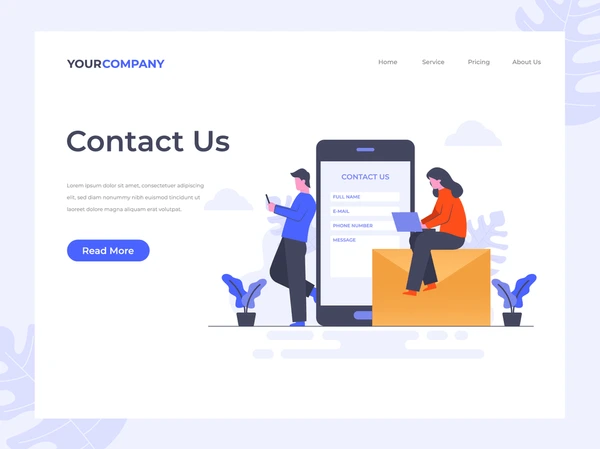 YOURCOMPANY
Home Service Pricing About Us
Contact Us
Lorem ipsum dolor sit amet, consectetuer adipiscing
elit, sed diam nonummy nibh euismod tincidunt ut
laoreet dolore magna aliquam erat volutpat.
Read More
CONTACT US
FULL NAME
E-MAIL
PHONE NUMBER
MESSAGE